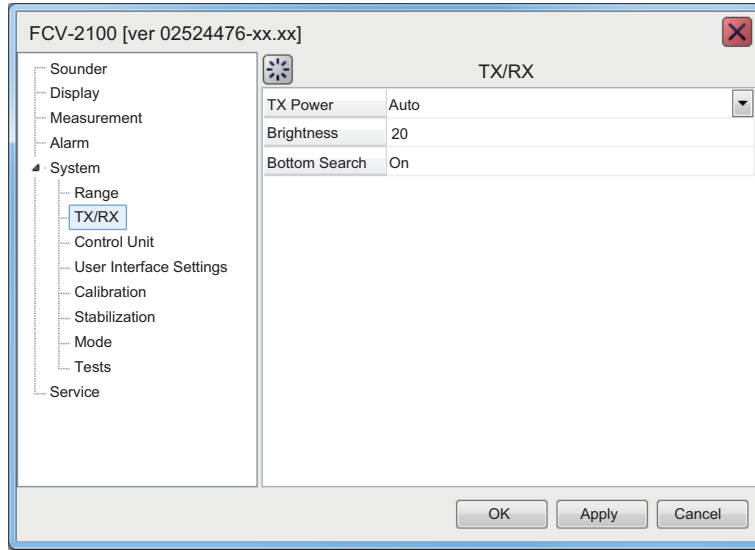 FCV-2100 [ver 02524476-xx.xx]
Sounder
Display
Measurement
Alarm
System
Range
TX/RX
Control Unit
User Interface Settings
Calibration
Stabilization
Mode
Tests
Service
TX/RX
TX Power Auto
Brightness 20
Bottom Search On
OK Apply Cancel